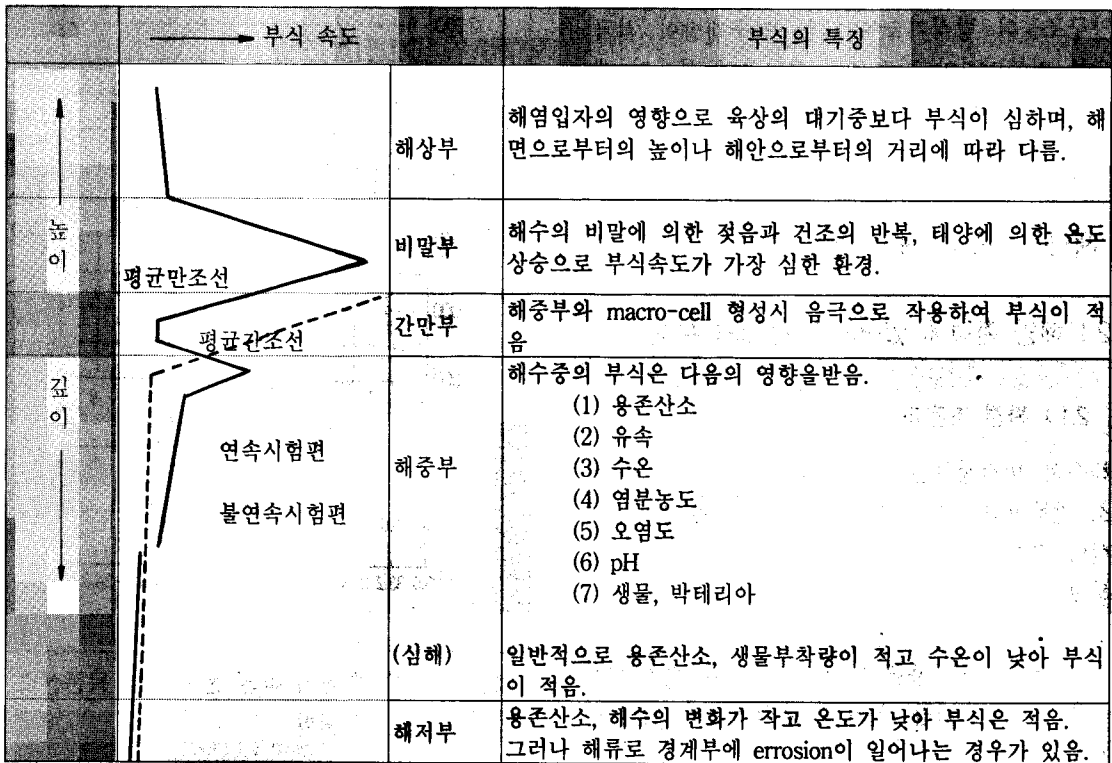 부식 속도
부식의 특징
높이
깊이
평균만조선
평균간조선
연속시험편
불연속시험편
해상부
해염입자의 영향으로 육상의 대기중보다 부식이 심하며, 해
면으로부터의 높이나 해안으로부터의 거리에 따라 다름.
비말부
해수의 비말에 의한 젖음과 건조의 반복, 태양에 의한 온도
상승으로 부식속도가 가장 심한 환경.
간만부
해중부와 macro-cell 형성시 음극으로 작용하여 부식이 적
음
해중부
해수중의 부식은 다음의 영향을받음.
(1) 용존산소
(2) 유속
(3) 수온
(4) 염분농도
(5) 오염도
(6) pH
(7) 생물, 박테리아
(심해)
일반적으로 용존산소, 생물부착량이 적고 수온이 낮아 부식
이 적음.
해저부
용존산소, 해수의 변화가 작고 온도가 낮아 부식은 적음.
그러나 해류로 경계부에 errosion이 일어나는 경우가 있음.